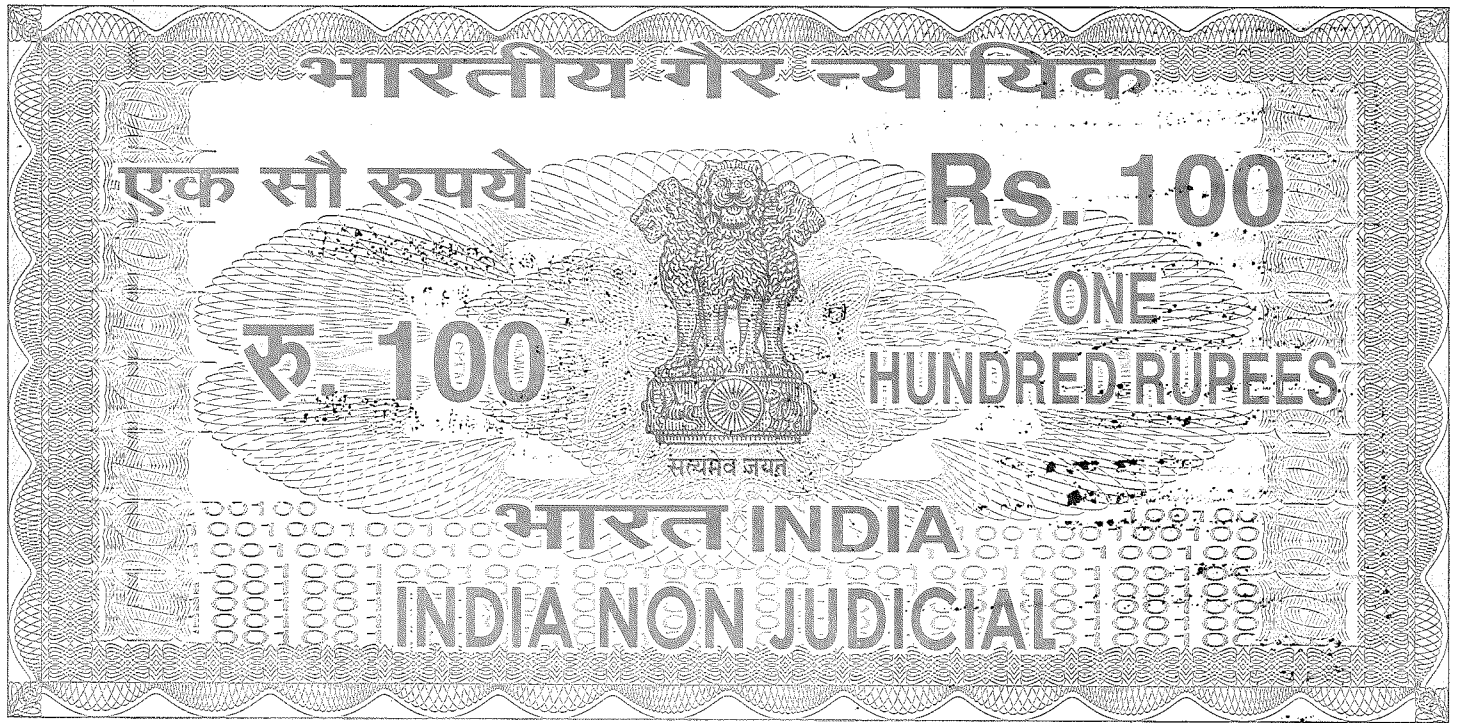 भारतीय गैर न्यायिक
एक सौ रुपये
Rs. 100
रु. 100
ONE
HUNDRED RUPEES
सत्यमेव जयते
भारत INDIA
INDIA NON JUDICIAL